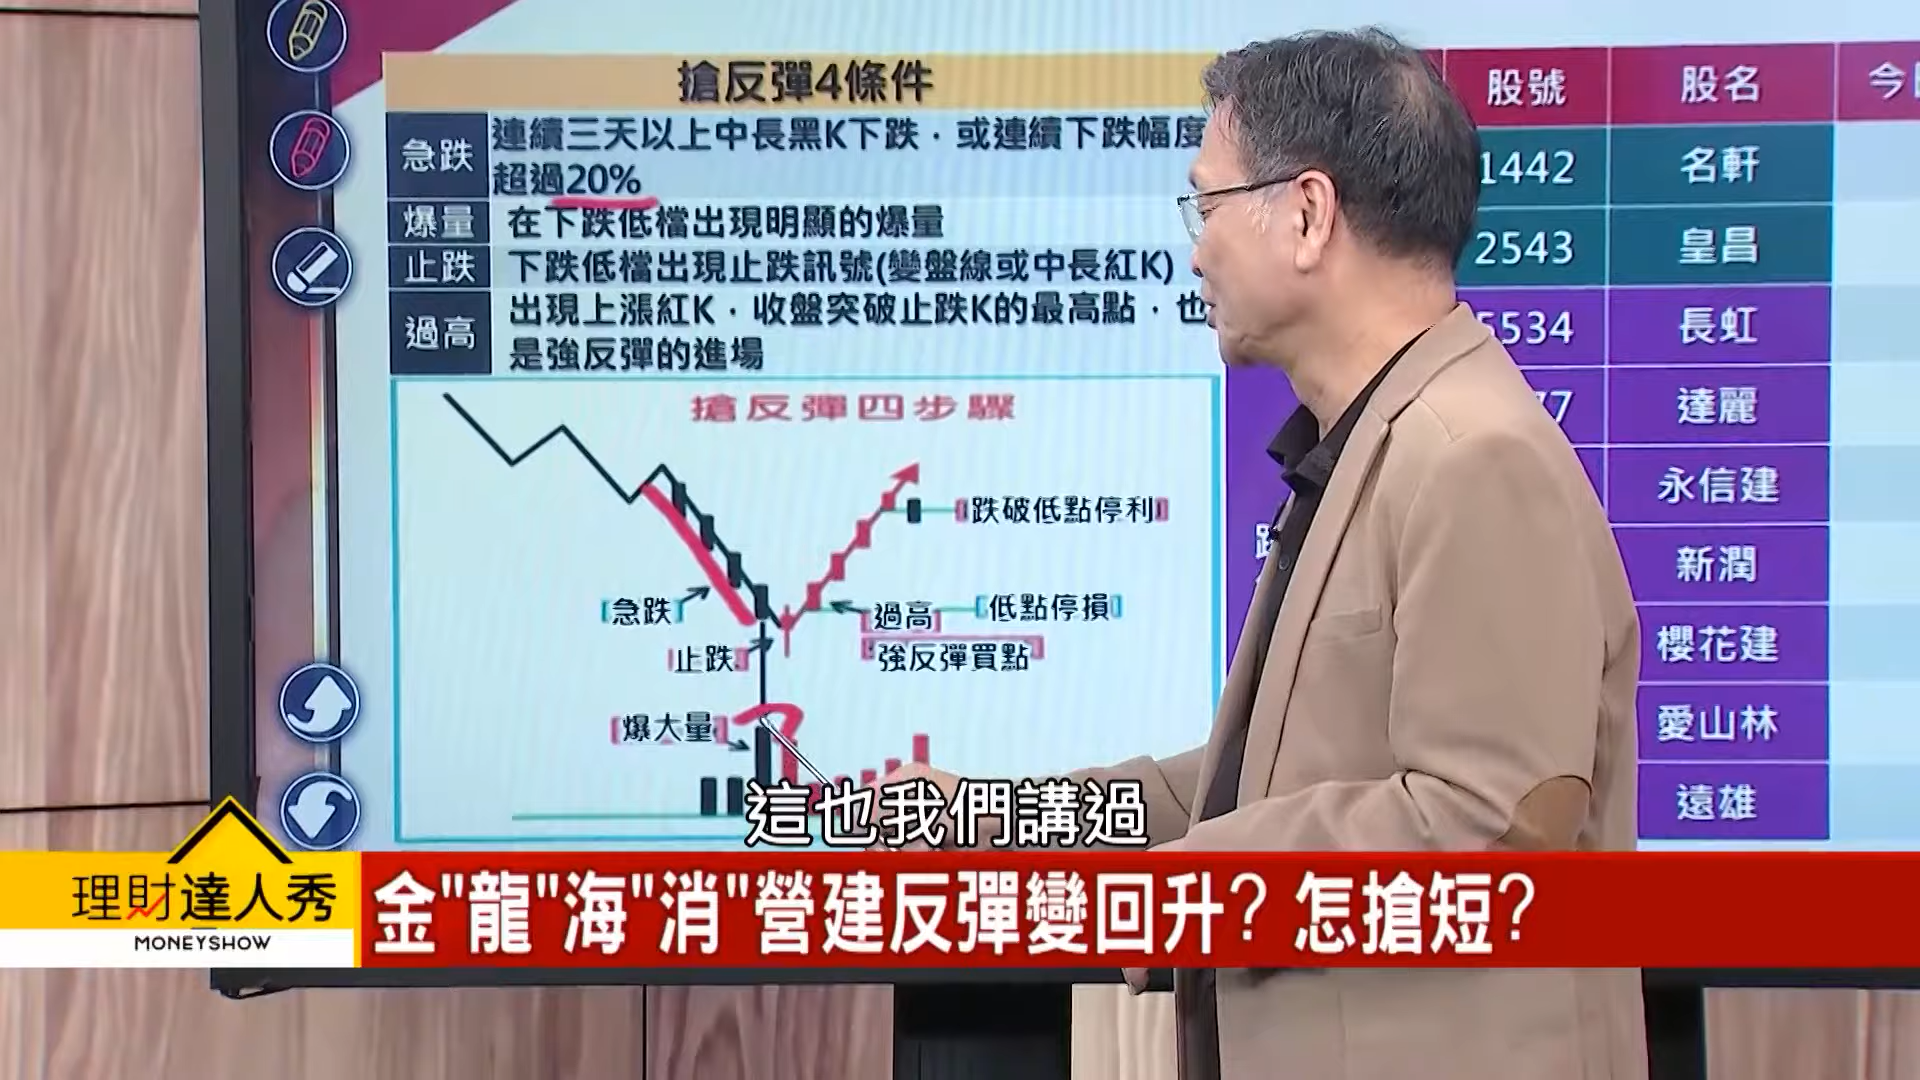 搶反彈4條件
急跌 連續三天以上中長黑K下跌，或連續下跌幅度
超過20%
爆量 在下跌低檔出現明顯的爆量
止跌 下跌低檔出現止跌訊號(變盤線或中長紅K)
過高 出現上漲紅K，收盤突破止跌K的最高點，也
是強反彈的進場
搶反彈四步驟
跌破低點停利
急跌
過高
低點停損
止跌
強反彈買點
爆大量
股號 股名 今
1442 名軒
2543 皇昌
5534 長虹
達麗
永信建
新潤
櫻花建
愛山林
遠雄
這也我們講過
理財達人秀
MONEYSHOW
金"龍"海"消"營建反彈變回升? 怎搶短?